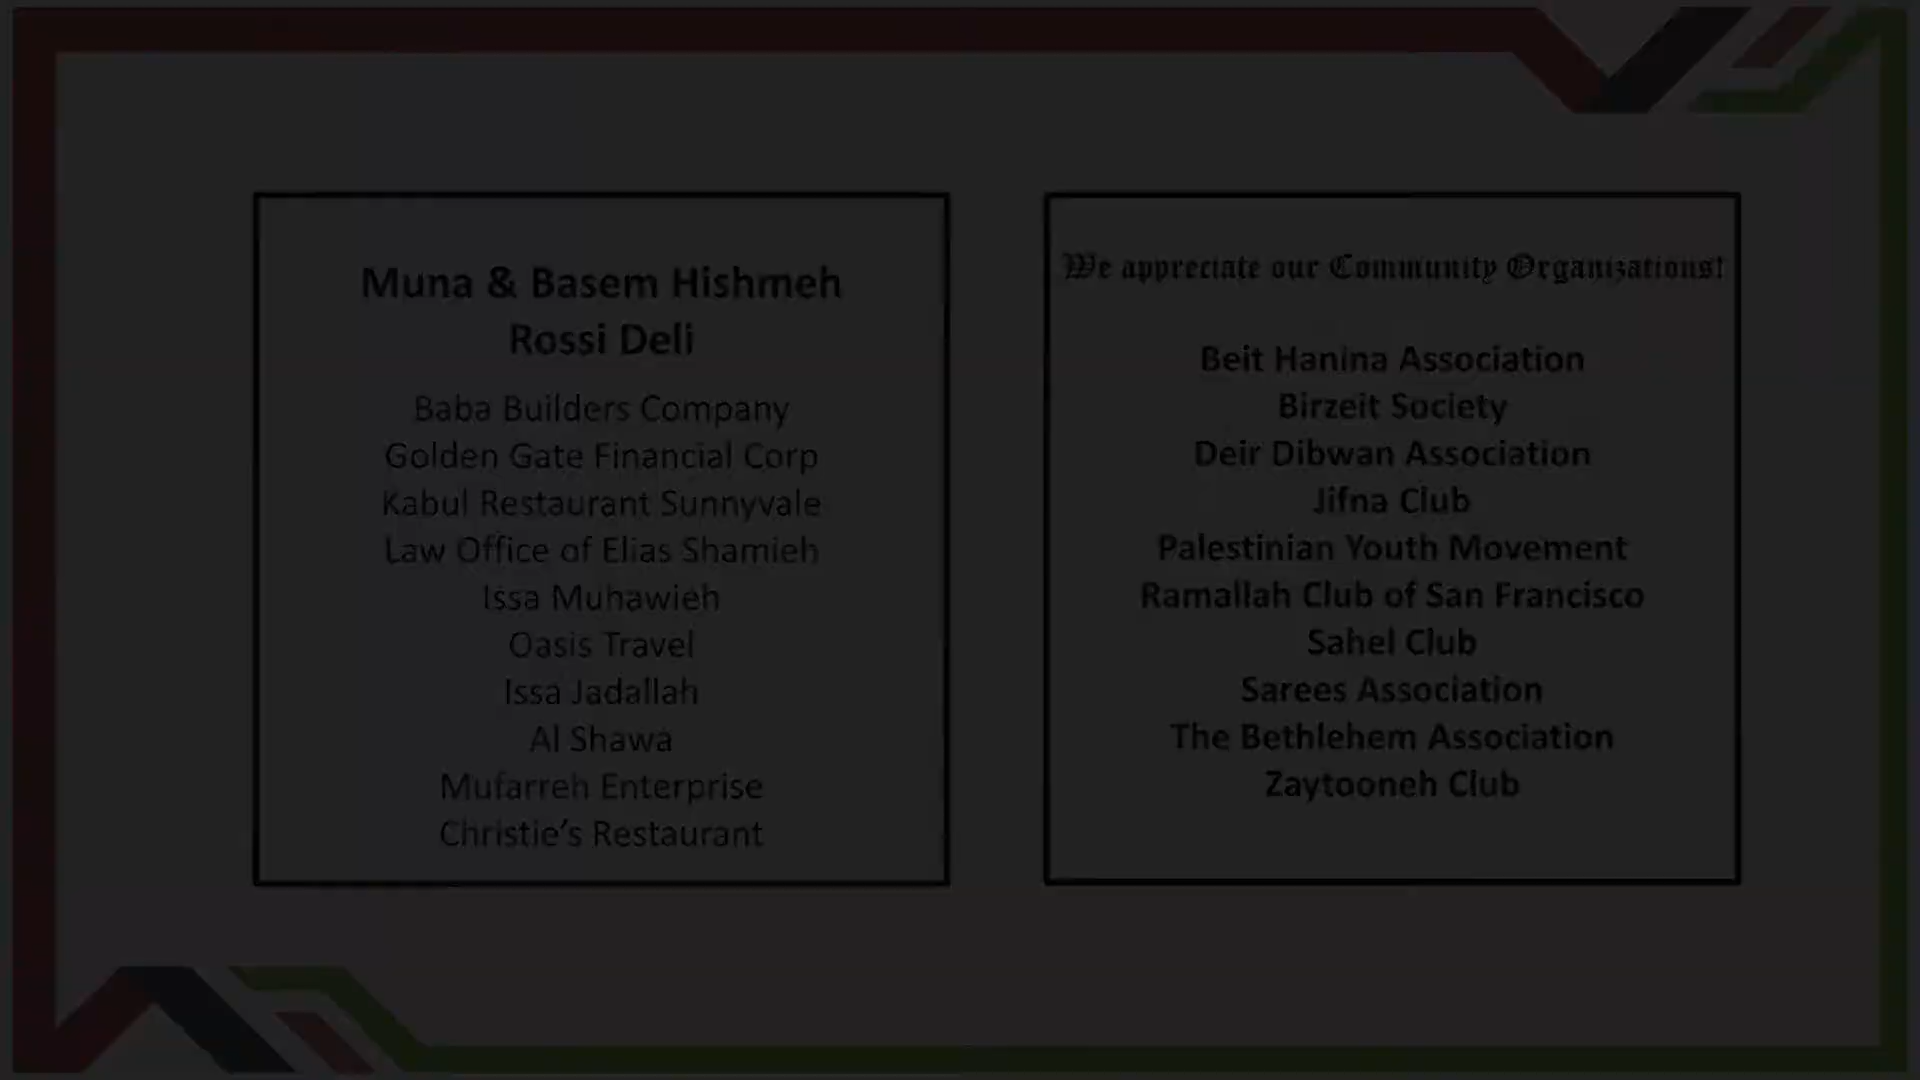 Muna & Basem Hishmeh
Rossi Deli
Baba Builders Company
Golden Gate Financial Corp
Kabul Restaurant Sunnyvale
Law Office of Elias Shamieh
Issa Muhawieh
Oasis Travel
Issa Jadallah
Al Shawa
Mufarreh Enterprise
Christie's Restaurant
We appreciate our Community Organizations!
Beit Hanina Association
Birzeit Society
Deir Dibwan Association
Jifna Club
Palestinian Youth Movement
Ramallah Club of San Francisco
Sahel Club
Sarees Association
The Bethlehem Association
Zaytooneh Club